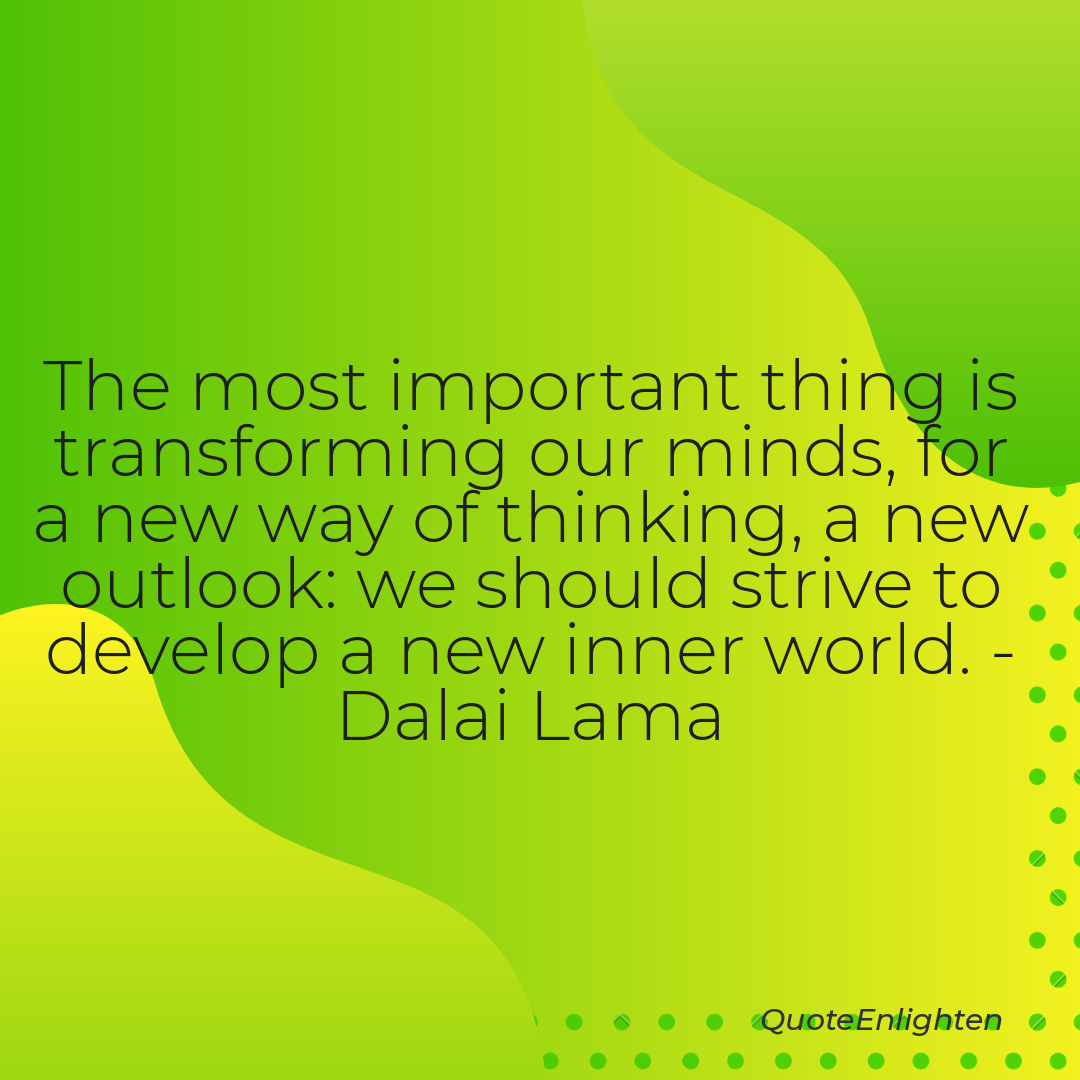 The most important thing is
transforming our minds, for
a new way of thinking, a new
outlook: we should strive to
develop a new inner world. -
Dalai Lama
QuoteEnlighten